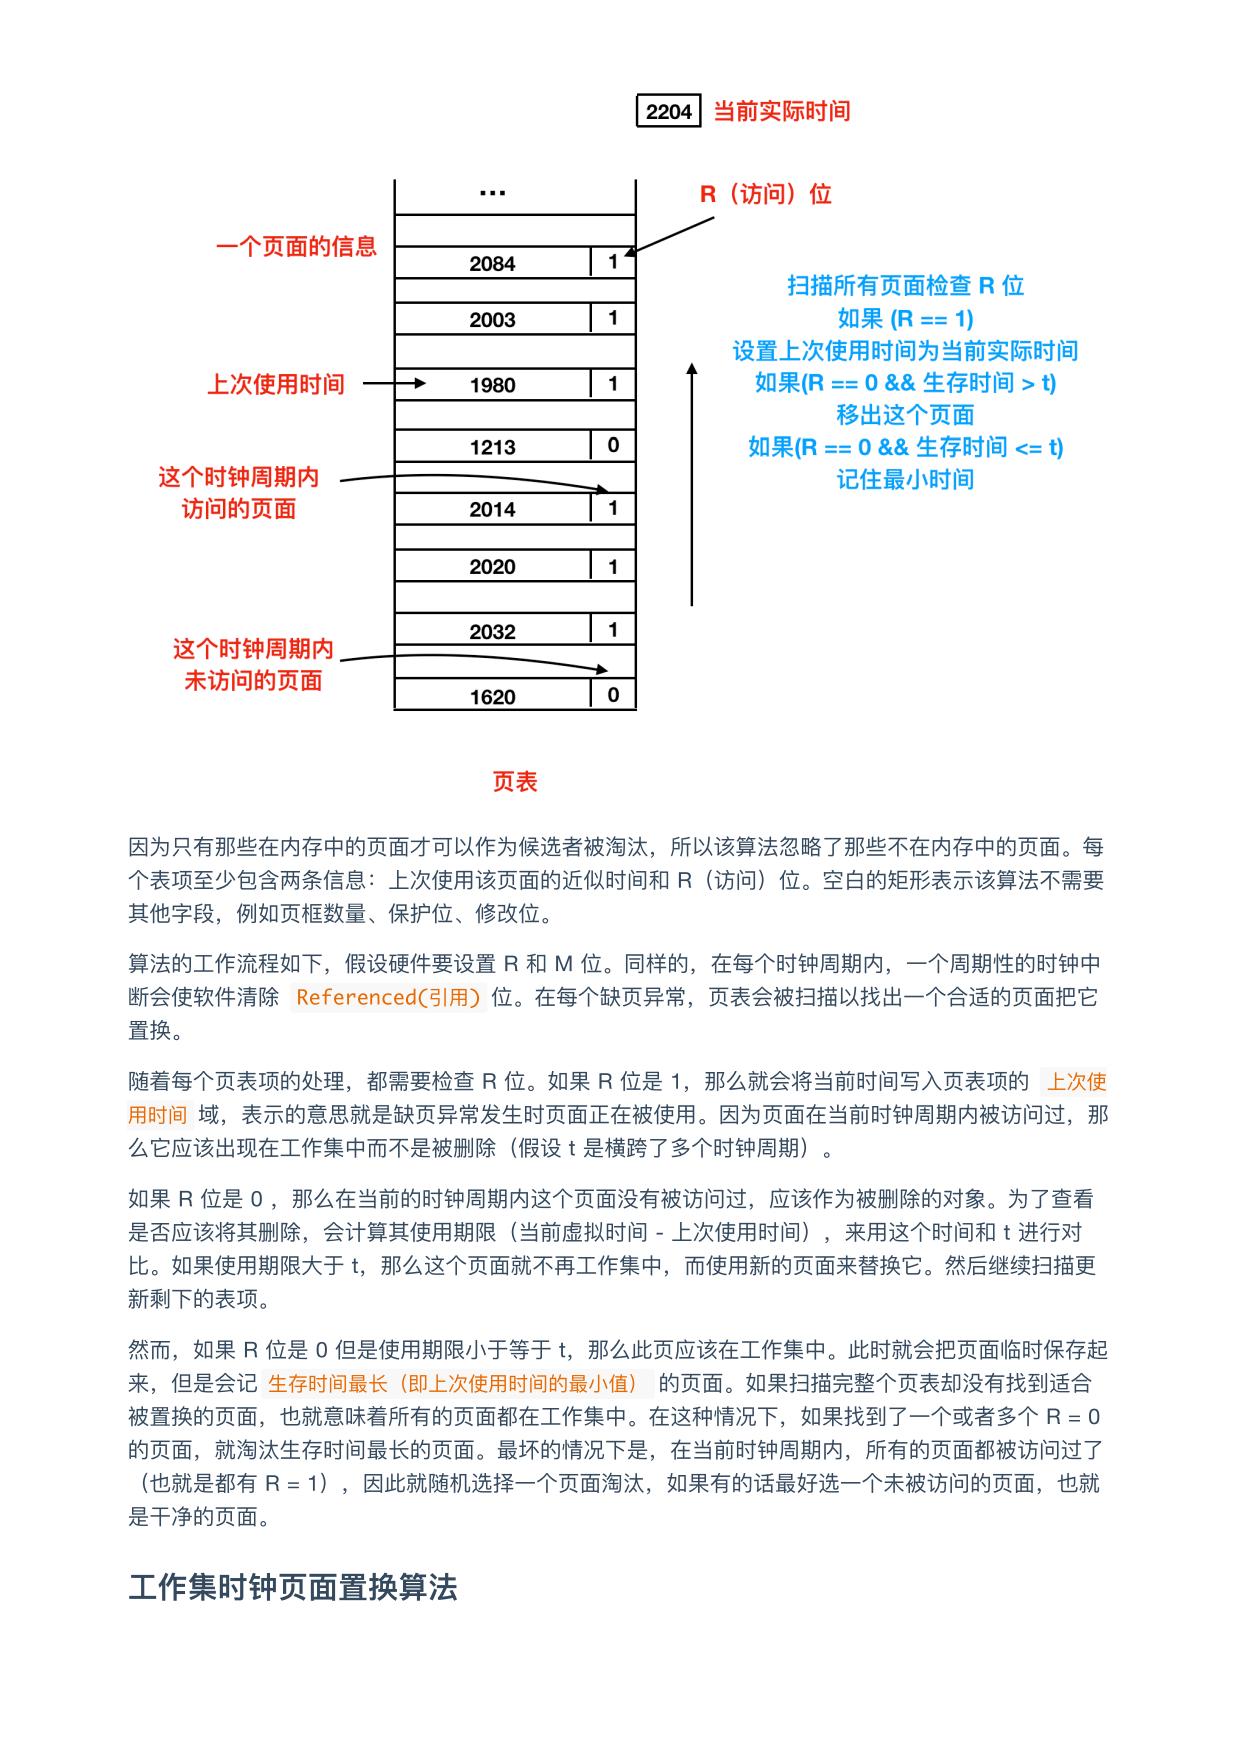 2204 当前实际时间
...
R（访问）位
一个页面的信息
2084 1
2003 1
上次使用时间
1980 1
1213 0
这个时钟周期内
访问的页面
2014 1
2020 1
2032 1
这个时钟周期内
未访问的页面
1620 0
扫描所有页面检查 R 位
如果 (R == 1)
设置上次使用时间为当前实际时间
如果(R == 0 && 生存时间 > t)
移出这个页面
如果(R == 0 && 生存时间 <= t)
记住最小时间
页表
因为只有那些在内存中的页面才可以作为候选者被淘汰，所以该算法忽略了那些不在内存中的页面。每
个表项至少包含两条信息：上次使用该页面的近似时间和 R（访问）位。空白的矩形表示该算法不需要
其他字段，例如页框数量、保护位、修改位。
算法的工作流程如下，假设硬件要设置 R 和 M 位。同样的，在每个时钟周期内，一个周期性的时钟中
断会使软件清除 Referenced(引用) 位。在每个缺页异常，页表会被扫描以找出一个合适的页面把它
置换。
随着每个页表项的处理，都需要检查 R 位。如果 R 位是 1，那么就会将当前时间写入页表项的 上次使
用时间 域，表示的意思就是缺页异常发生时页面正在被使用。因为页面在当前时钟周期内被访问过，那
么它应该出现在工作集中而不是被删除（假设 t 是横跨了多个时钟周期）。
如果 R 位是 0 ，那么在当前的时钟周期内这个页面没有被访问过，应该作为被删除的对象。为了查看
是否应该将其删除，会计算其使用期限（当前虚拟时间 - 上次使用时间），来用这个时间和 t 进行对
比。如果使用期限大于 t，那么这个页面就不再工作集中，而使用新的页面来替换它。然后继续扫描更
新剩下的表项。
然而，如果 R 位是 0 但是使用期限小于等于 t，那么此页应该在工作集中。此时就会把页面临时保存起
来，但是会记 生存时间最长（即上次使用时间的最小值） 的页面。如果扫描完整个页表却没有找到适合
被置换的页面，也就意味着所有的页面都在工作集中。在这种情况下，如果找到了一个或者多个 R = 0
的页面，就淘汰生存时间最长的页面。最坏的情况下是，在当前时钟周期内，所有的页面都被访问过了
（也就是都有 R = 1），因此就随机选择一个页面淘汰，如果有的话最好选一个未被访问的页面，也就
是干净的页面。
工作集时钟页面置换算法